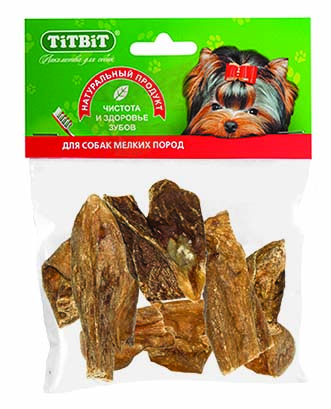 TiTBiT
Лакомства для собак
НАТУРАЛЬНЫЙ ПРОДУКТ
ЧИСТОТА
И ЗДОРОВЬЕ
ЗУБОВ
ДЛЯ СОБАК МЕЛКИХ ПОРОД